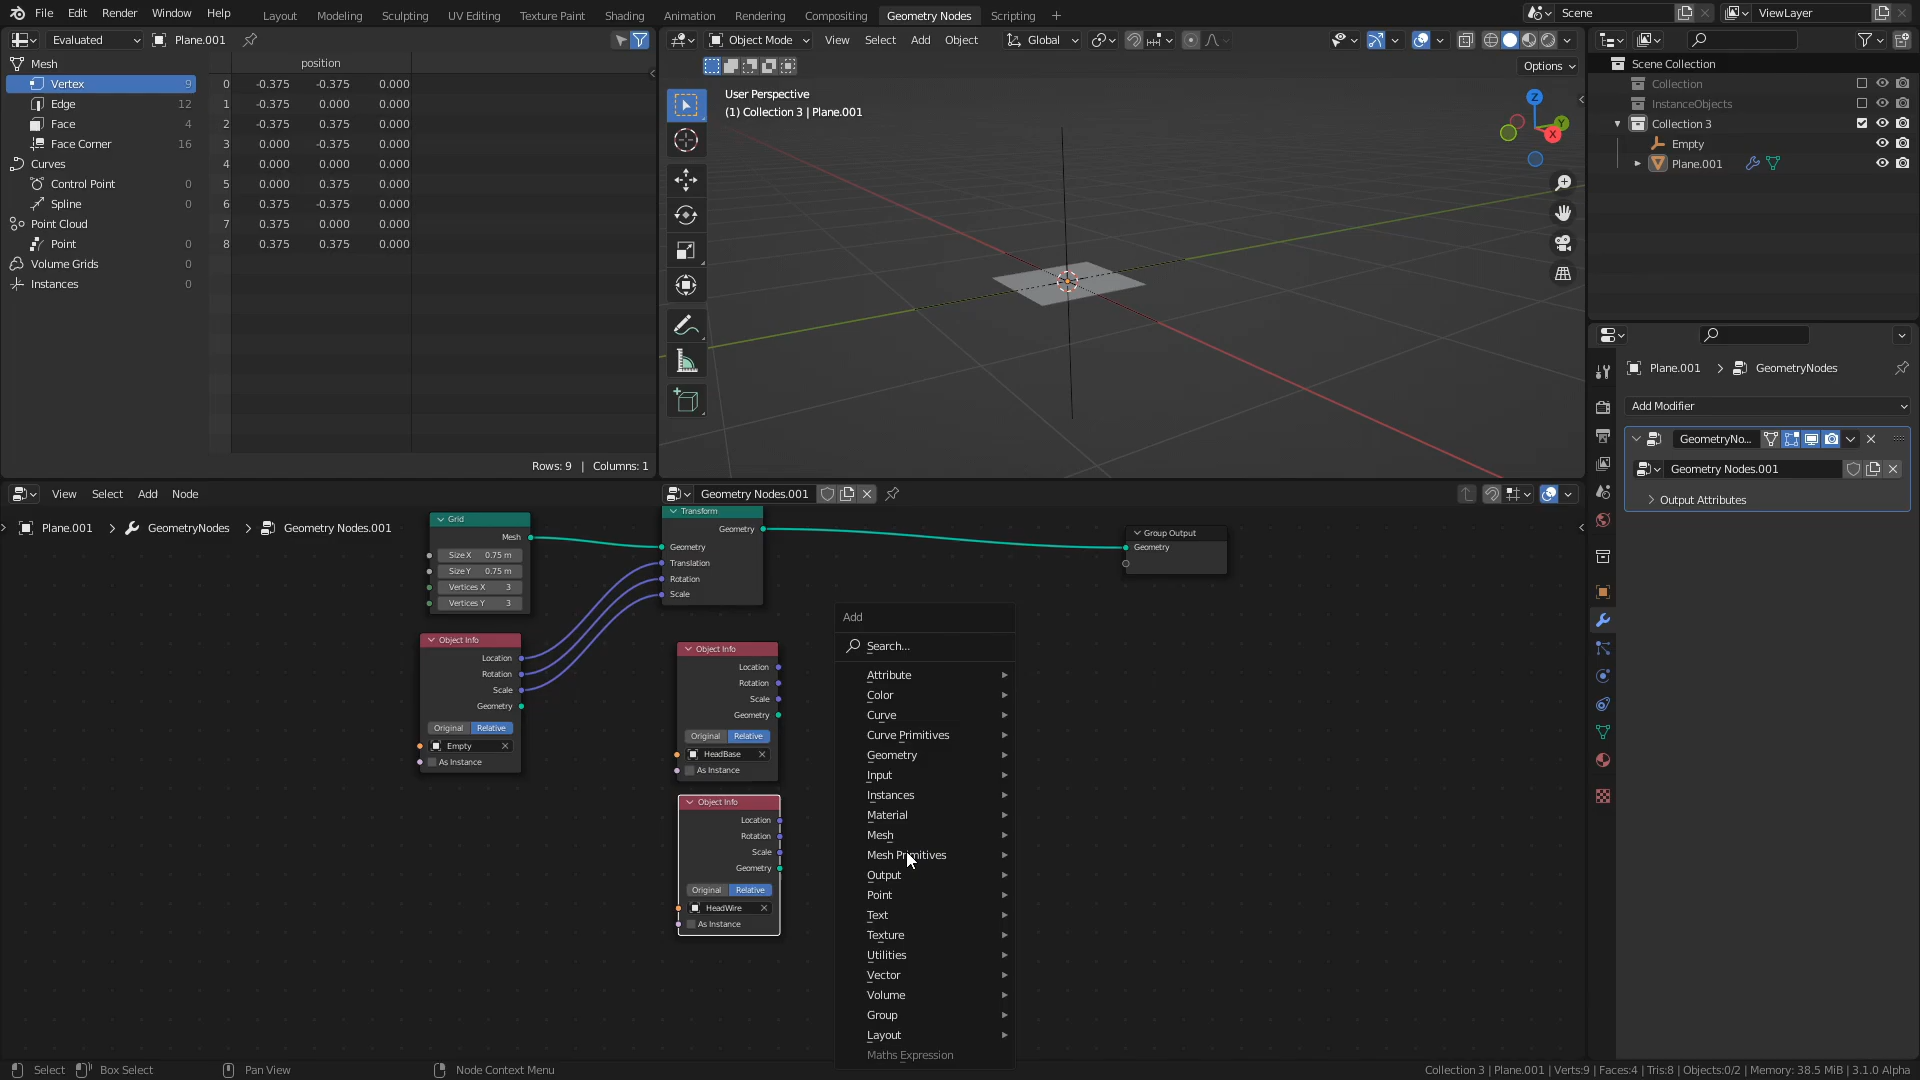 File Edit Render Window Help Layout Modeling Sculpting UV Editing Texture Paint Shading Animation Rendering Compositing Geometry Nodes Scripting + Scene ViewLayer
Evaluated Plane.001
Object Mode View Select Add Object Global
Options
Mesh
Vertex 9
Edge 12
Face 4
Face Corner 16
Curves
Control Point 0
Spline 0
Point Cloud
Point 0
Volume Grids 0
Instances 0
position
0 -0.375 -0.375 0.000
1 -0.375 0.000 0.000
2 -0.375 0.375 0.000
3 0.000 -0.375 0.000
4 0.000 0.000 0.000
5 0.000 0.375 0.000
6 0.375 -0.375 0.000
7 0.375 0.000 0.000
8 0.375 0.375 0.000
Rows: 9 | Columns: 1
User Perspective
(1) Collection 3 | Plane.001
Z
Y
X
Scene Collection
Collection
InstanceObjects
Collection 3
Empty
Plane.001
Plane.001 > GeometryNodes
Add Modifier
GeometryNo...
Geometry Nodes.001
Output Attributes
View Select Add Node
Geometry Nodes.001
Plane.001 > GeometryNodes > Geometry Nodes.001
Grid
Mesh
Size X 0.75 m
Size Y 0.75 m
Vertices X 3
Vertices Y 3
Transform
Geometry
Geometry
Translation
Rotation
Scale
Group Output
Geometry
Object Info
Location
Rotation
Scale
Geometry
Original Relative
Empty
As Instance
Object Info
Location
Rotation
Scale
Geometry
Original Relative
HeadBase
As Instance
Object Info
Location
Rotation
Scale
Geometry
Original Relative
HeadWire
As Instance
Add
Search...
Attribute
Color
Curve
Curve Primitives
Geometry
Input
Instances
Material
Mesh
Mesh Primitives
Output
Point
Text
Texture
Utilities
Vector
Volume
Group
Layout
Maths Expression
Select Box Select Pan View Node Context Menu
Collection 3 | Plane.001 | Verts:9 | Faces:4 | Tris:8 | Objects:0/2 | Memory: 38.5 MiB | 3.1.0 Alpha